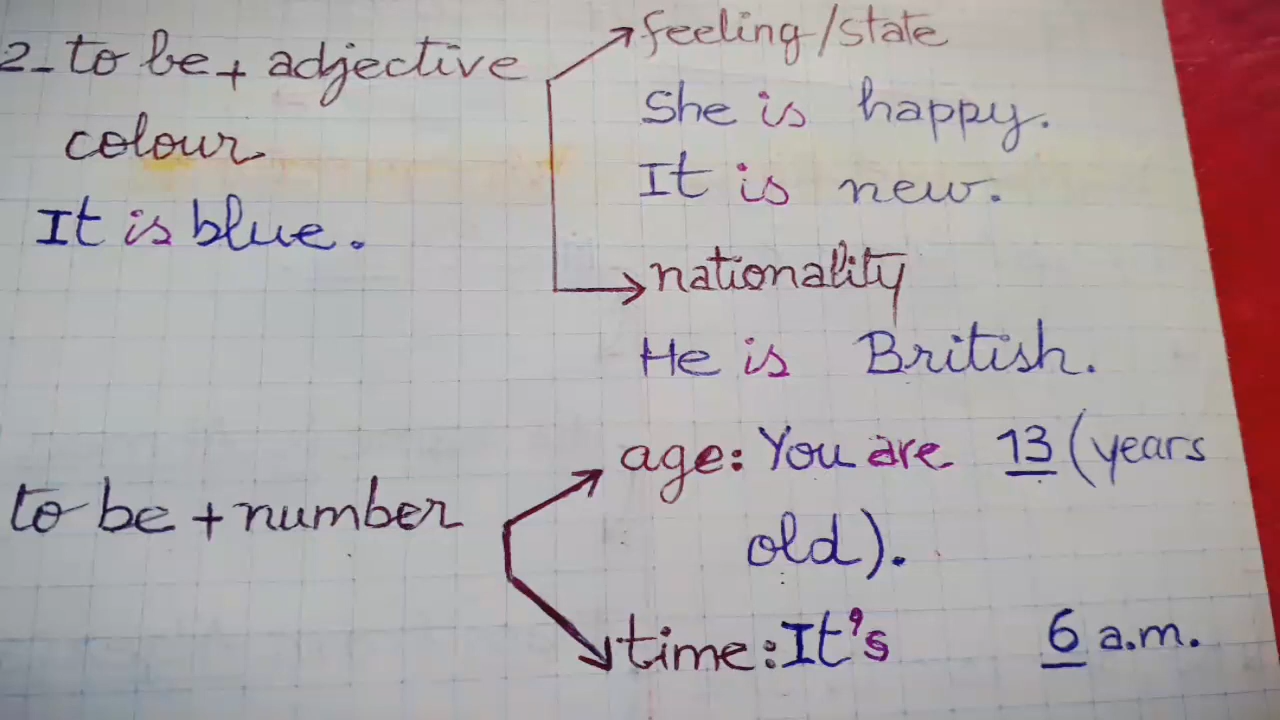 2- to be + adjective
colour
It is blue.
feeling/state
She is happy.
It is new.
nationality
He is British.
to be + number
age: You are 13 (years
old).
time: It's 6 a.m.